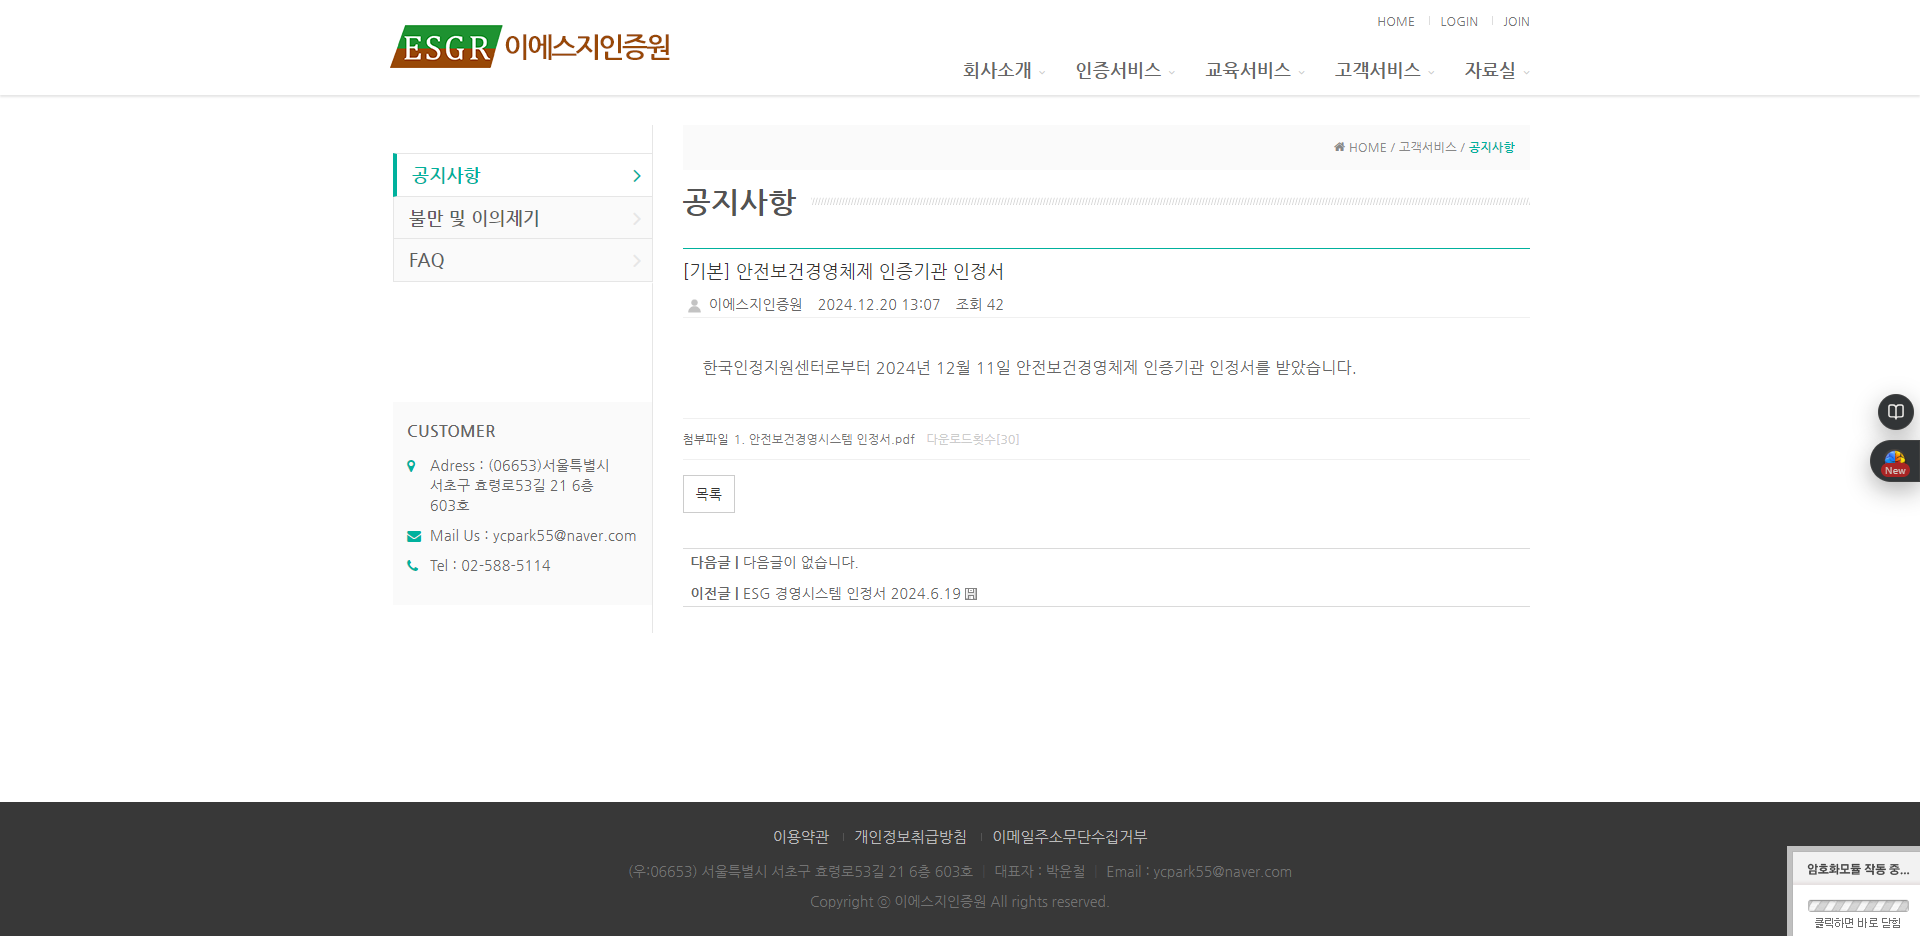 HOME
LOGIN
JOIN
ESGR 이에스지인증원
회사소개
인증서비스
교육서비스
고객서비스
자료실
공지사항
불만 및 이의제기
FAQ
CUSTOMER
Adress : (06653)서울특별시
서초구 효령로53길 21 6층
603호
Mail Us : ycpark55@naver.com
Tel : 02-588-5114
HOME / 고객서비스 / 공지사항
공지사항
[기본] 안전보건경영체제 인증기관 인정서
이에스지인증원 2024.12.20 13:07 조회 42
한국인정지원센터로부터 2024년 12월 11일 안전보건경영체제 인증기관 인정서를 받았습니다.
첨부파일 1. 안전보건경영시스템 인정서.pdf 다운로드횟수[30]
목록
다음글 | 다음글이 없습니다.
이전글 | ESG 경영시스템 인정서 2024.6.19
New
이용약관
개인정보취급방침
이메일주소무단수집거부
(우:06653) 서울특별시 서초구 효령로53길 21 6층 603호 | 대표자 : 박윤철 | Email : ycpark55@naver.com
Copyright ⓒ 이에스지인증원 All rights reserved.
암호화모듈 작동 중...
클릭하면 바로 닫힘